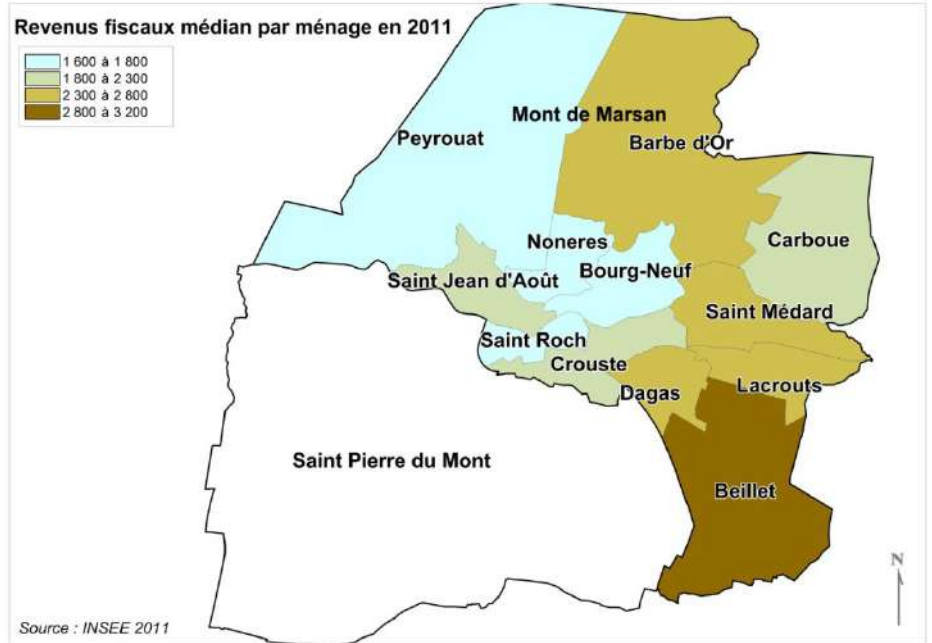 Revenus fiscaux médian par ménage en 2011
1 600 à 1 800
1 800 à 2 300
2 300 à 2 800
2 800 à 3 200
Mont de Marsan
Peyrouat
Barbe d'Or
Noneres
Carboue
Bourg-Neuf
Saint Jean d'Août
Saint Médard
Saint Roch
Crouste
Dagas
Lacrouts
Saint Pierre du Mont
Beillet
N
Source : INSEE 2011